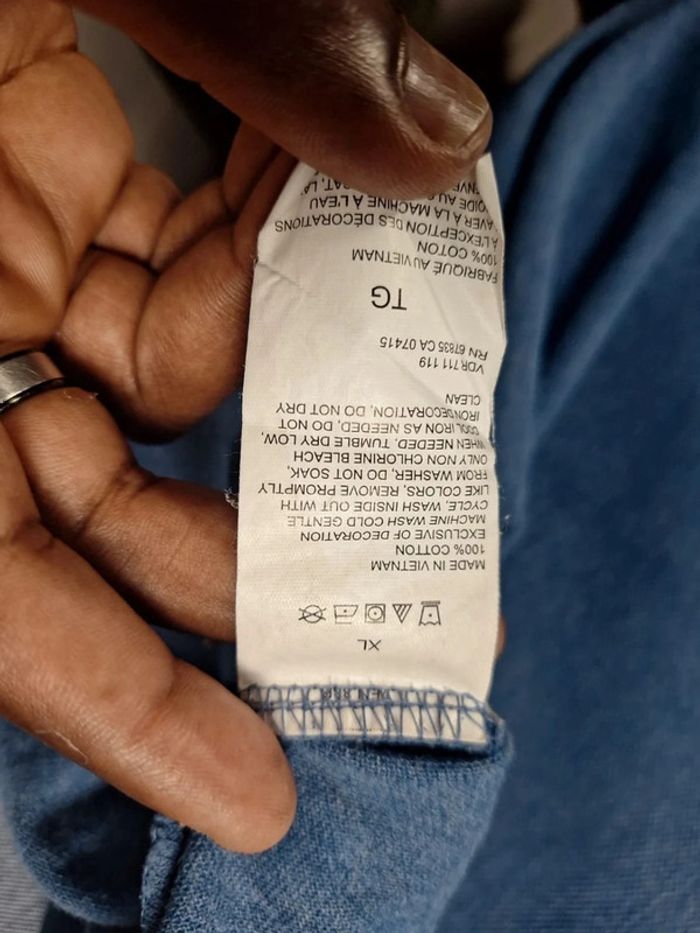 XL
MADE IN VIETNAM
100% COTTON
EXCLUSIVE OF DECORATION
MACHINE WASH COLD GENTLE
CYCLE, WASH INSIDE OUT WITH
LIKE COLORS, REMOVE PROMPTLY
FROM WASHER, DO NOT SOAK,
ONLY NON CHLORINE BLEACH
WHEN NEEDED, TUMBLE DRY LOW,
COOL IRON AS NEEDED, DO NOT
IRON DECORATION, DO NOT DRY
CLEAN
VDR711 119
RN 67835 CA 07415
TG
FABRIQUÉ AU VIETNAM
100% COTON
À L'EXCEPTION DES DÉCORATIONS
AVER À LA MACHINE À L'EAU
OIDE AU